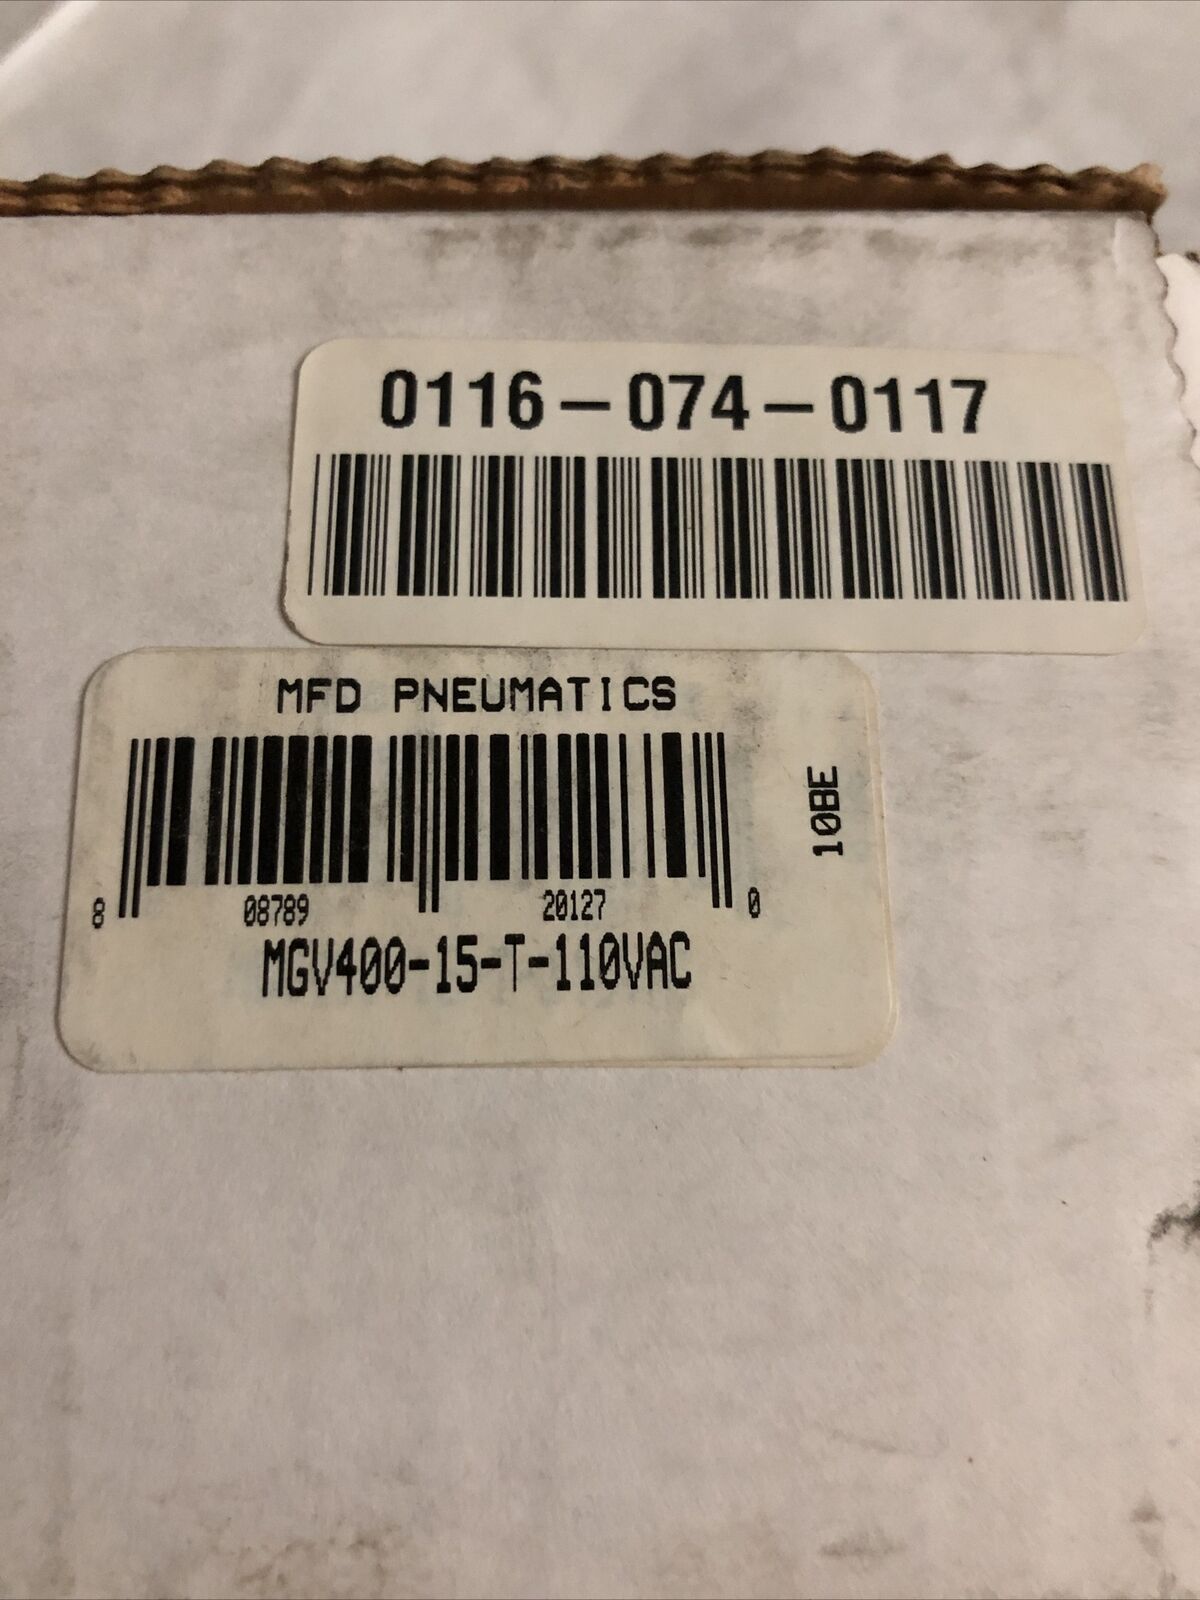 0116-074-0117
MFD PNEUMATICS
10BE
8 08789 20127 0
MGV400-15-T-110VAC